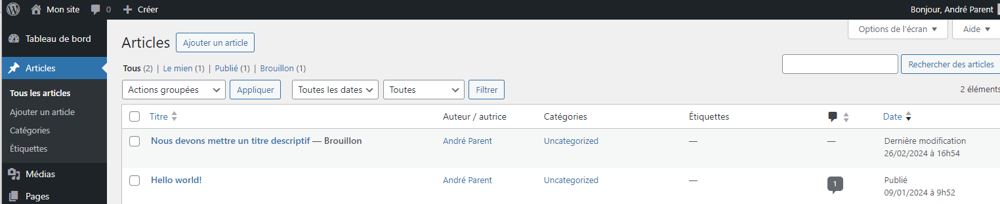 Mon site 0 Créer Bonjour, André Parent
Tableau de bord
Options de l'écran Aide
Articles Ajouter un article
Articles
Tous (2) | Le mien (1) | Publié (1) | Brouillon (1)
Rechercher des articles
Actions groupées Appliquer Toutes les dates Toutes Filtrer
2 éléments
Tous les articles
Ajouter un article
Catégories
Étiquettes
Médias
Pages
Titre Auteur / autrice Catégories Étiquettes Date
Nous devons mettre un titre descriptif — Brouillon André Parent Uncategorized — — Dernière modification
26/02/2024 à 16h54
Hello world! André Parent Uncategorized — 1 Publié
09/01/2024 à 9h52